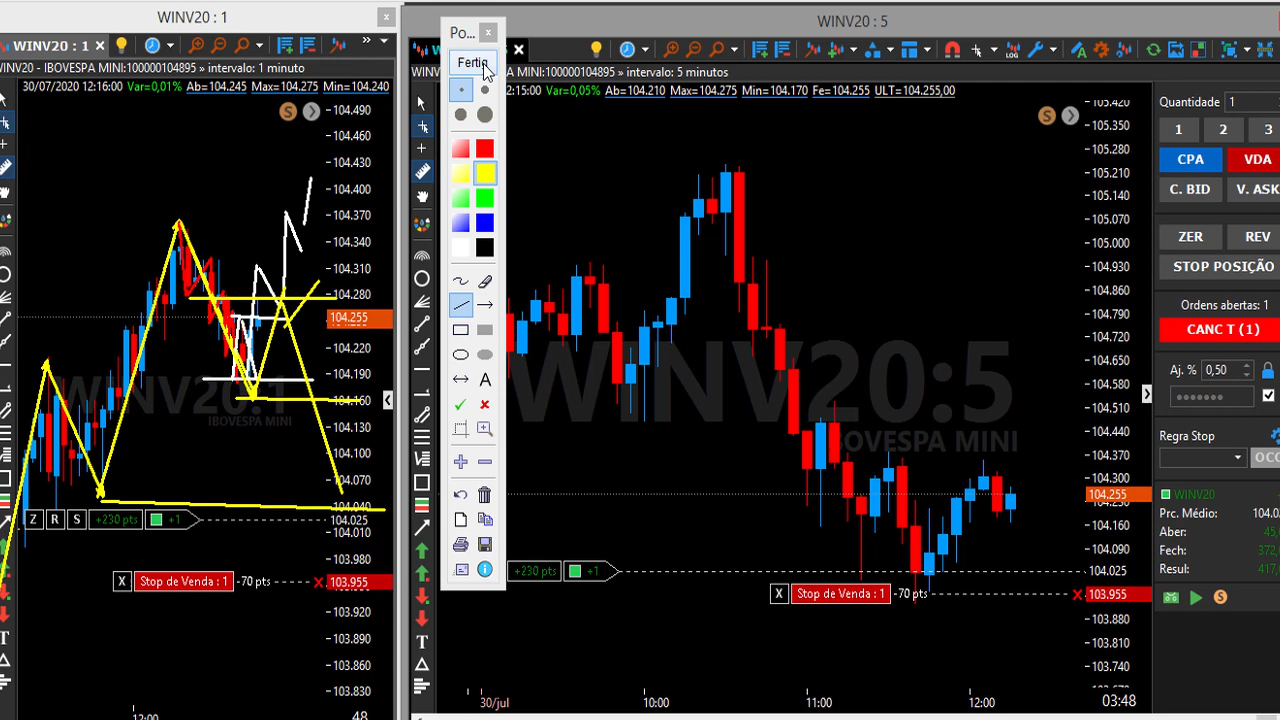 WINV20 : 1
WINV20 : 5
Po...
WINV20 : 1
Fertig
WINV20 - IBOVESPA MINI:100000104895 » intervalo: 1 minuto
PA MINI:100000104895 » intervalo: 5 minutos
30/07/2020 12:16:00 Var=0,01% Ab=104.245 Max=104.275 Min=104.240
2:15:00 Var=0,05% Ab=104.210 Max=104.275 Min=104.170 Fe=104.255 ULT=104.255,00
LOG
Quantidade 1
1 2 3
CPA VDA
C. BID V. ASK
ZER REV
STOP POSIÇÃO
Ordens abertas: 1
CANC T (1)
Aj. % 0,50
Regra Stop
WINV20
Prc. Médio: 104.0
Aber: 45,
Fech: 372,
Resul: 417,
S
104.490
104.460
104.430
104.400
104.370
104.340
104.310
104.280
104.255
104.220
104.190
104.160
104.130
104.100
104.070
104.040
104.025
104.010
103.980
103.955
103.920
103.890
103.860
103.830
WINV20:1
IBOVESPA MINI
Z R S +230 pts +1
X Stop de Venda : 1 -70 pts
12:00
48
S
105.420
105.350
105.280
105.210
105.140
105.070
105.000
104.930
104.860
104.790
104.720
104.650
104.580
104.510
104.440
104.370
104.300
104.255
104.160
104.090
104.025
103.955
103.880
103.810
103.740
WINV20:5
IBOVESPA MINI
+230 pts +1
X Stop de Venda : 1 -70 pts
30/jul 10:00 11:00 12:00 03:48